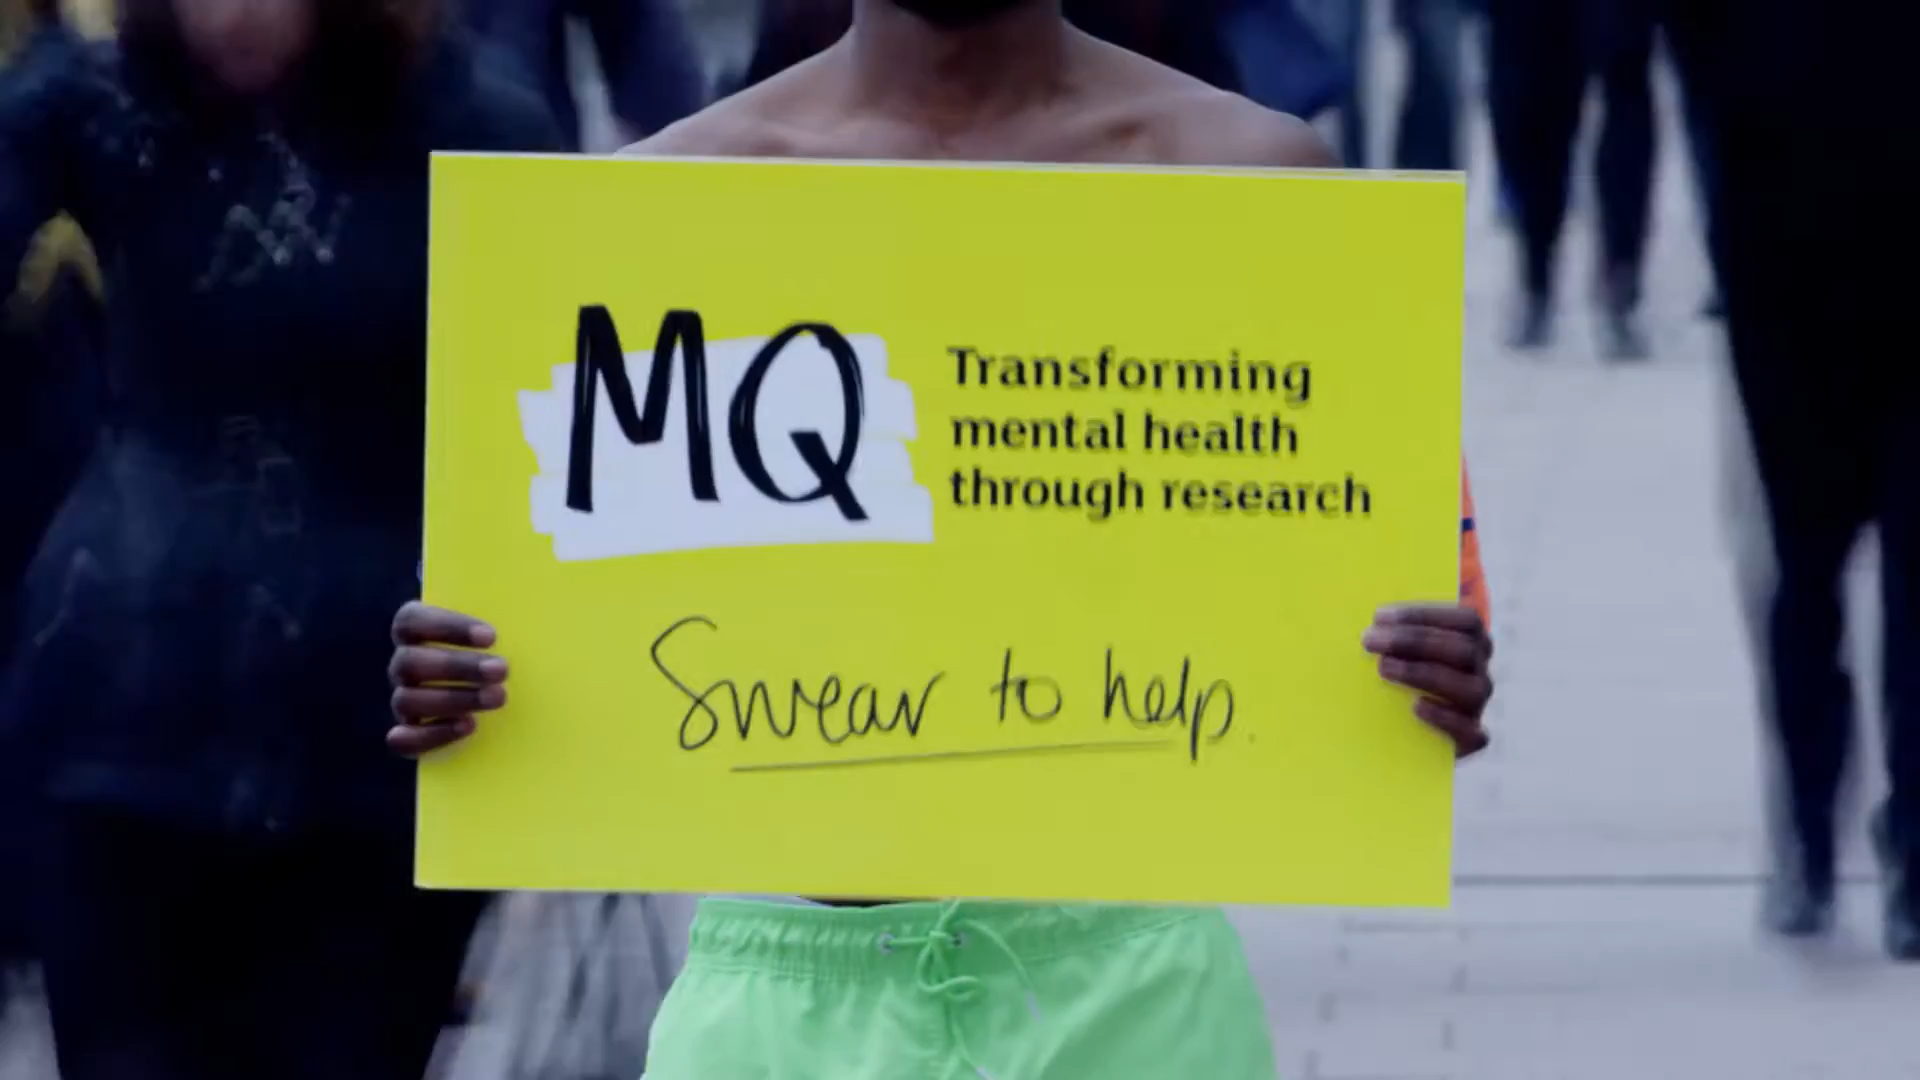 MQ
Transforming
mental health
through research
Swear to help.